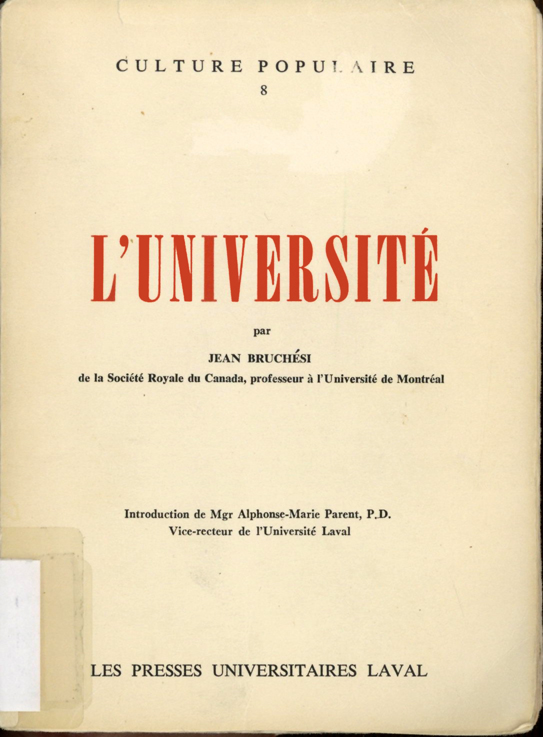 CULTURE POPULAIRE
8
L'UNIVERSITÉ
par
JEAN BRUCHÉSI
de la Société Royale du Canada, professeur à l'Université de Montréal
Introduction de Mgr Alphonse-Marie Parent, P.D.
Vice-recteur de l'Université Laval
LES PRESSES UNIVERSITAIRES LAVAL